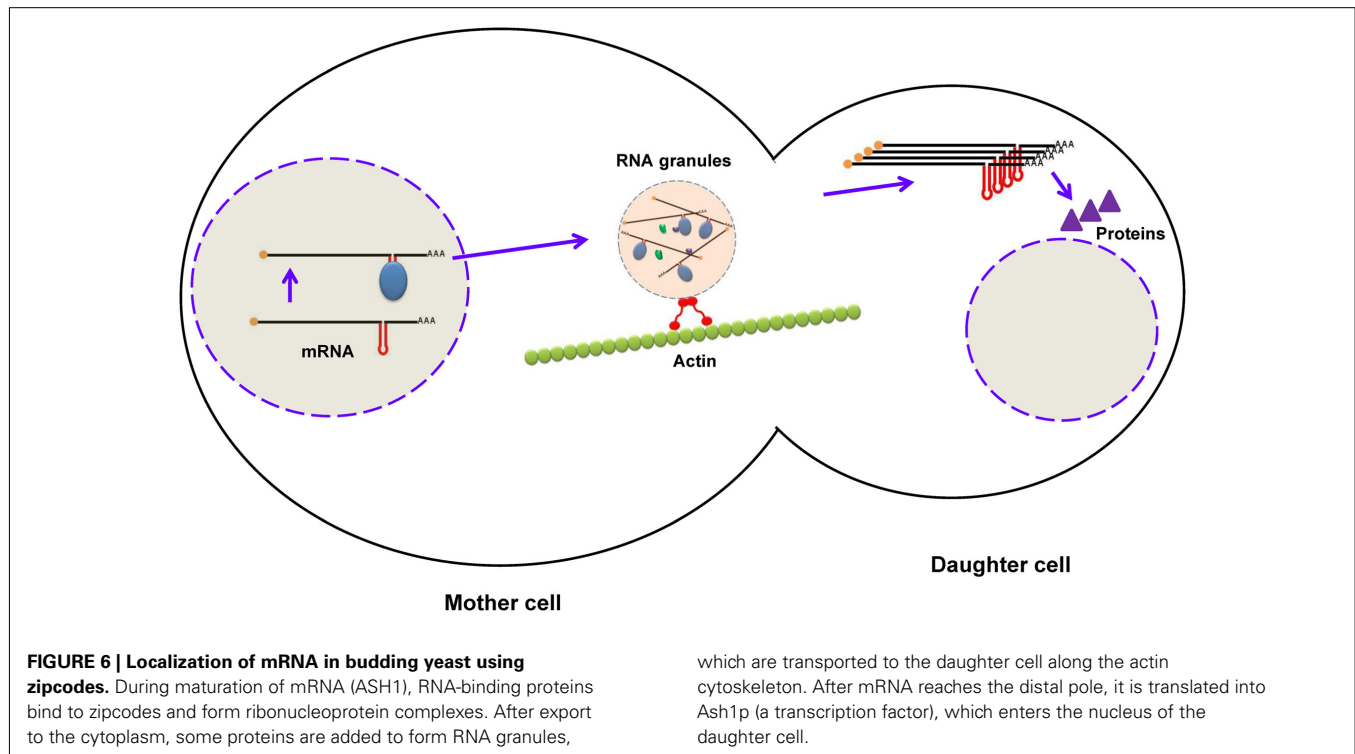 RNA granules
AAA
AAA
AAA
AAA
Proteins
AAA
AAA
mRNA
Actin
Daughter cell
Mother cell
FIGURE 6 | Localization of mRNA in budding yeast using
zipcodes. During maturation of mRNA (ASH1), RNA-binding proteins
bind to zipcodes and form ribonucleoprotein complexes. After export
to the cytoplasm, some proteins are added to form RNA granules,
which are transported to the daughter cell along the actin
cytoskeleton. After mRNA reaches the distal pole, it is translated into
Ash1p (a transcription factor), which enters the nucleus of the
daughter cell.